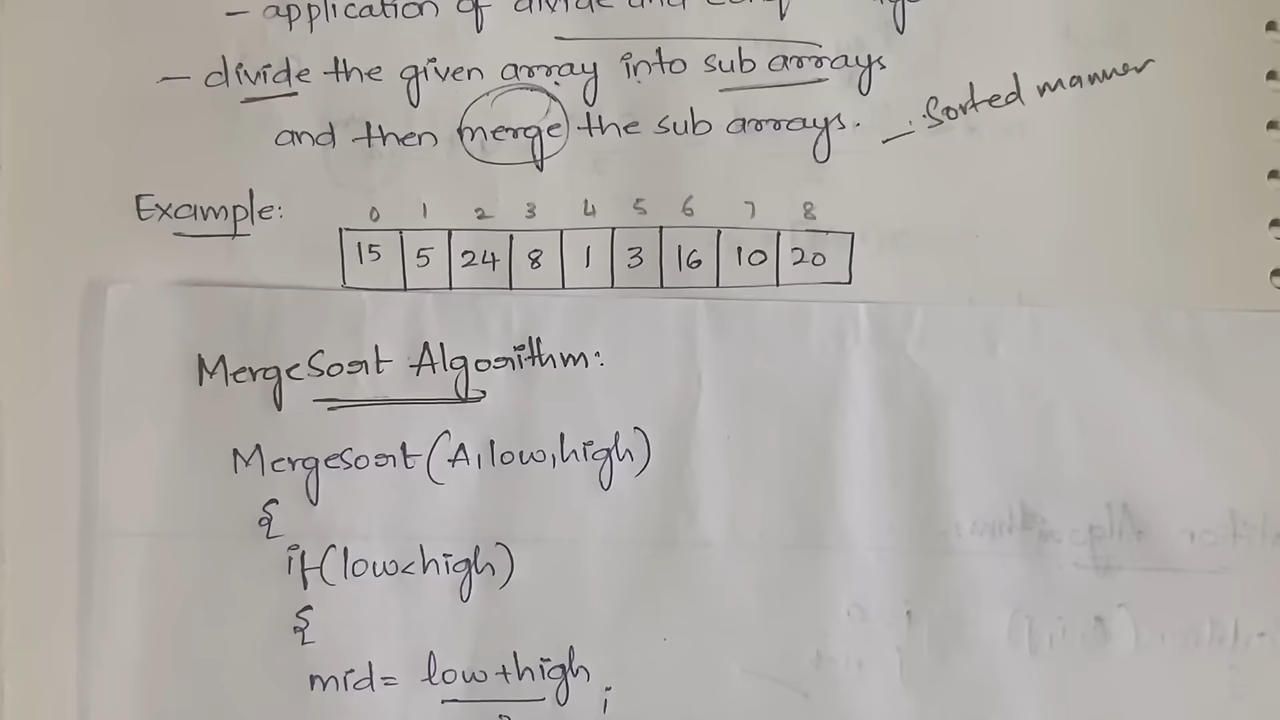 - application of divide and
- divide the given array into sub arrays
and then merge the sub arrays. - Sorted manner
Example:
0 1 2 3 4 5 6 7 8
15 5 24 8 1 3 16 10 20
MergeSort Algorithm:
Mergesort(A,low,high)
{
if(low<high)
{
mid= low+high;